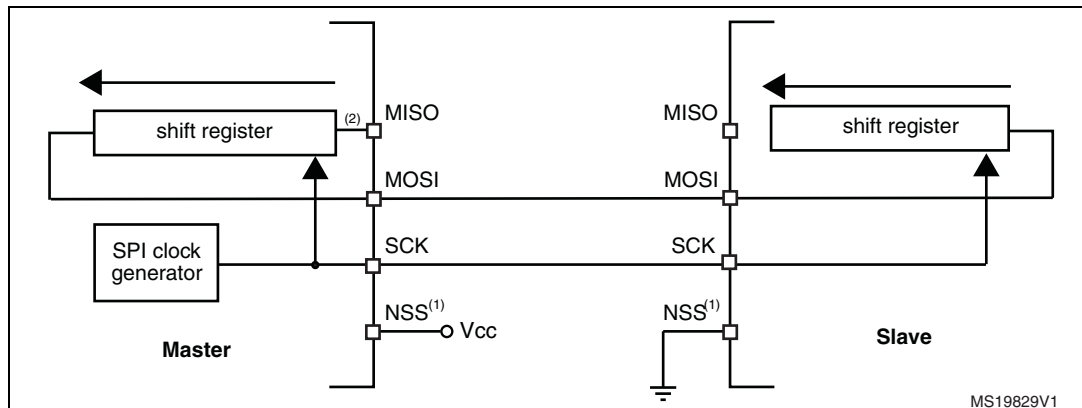 shift register
(2)
MISO
MISO
shift register
MOSI
MOSI
SPI clock
generator
SCK
SCK
NSS(1)
Vcc
NSS(1)
Master
Slave
MS19829V1